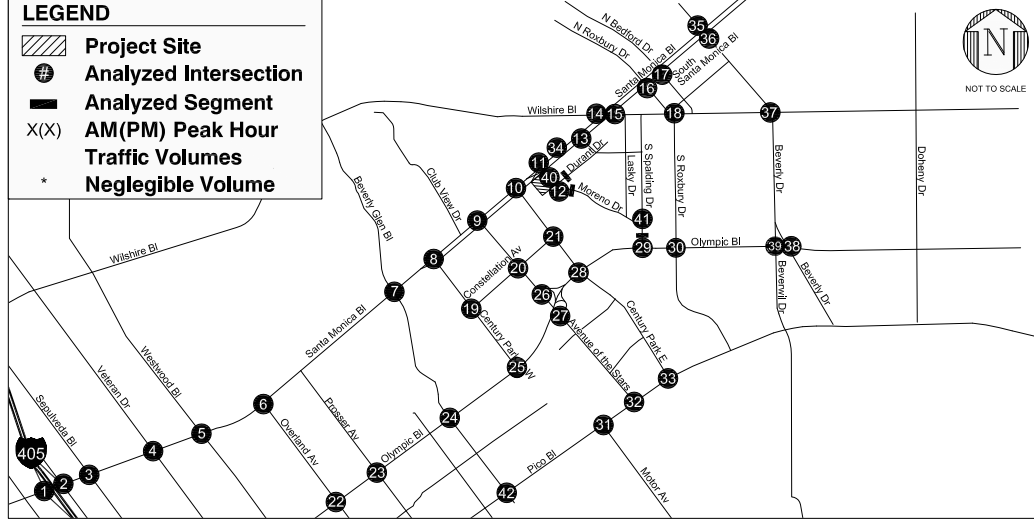 LEGEND
Project Site
# Analyzed Intersection
Analyzed Segment
X(X) AM(PM) Peak Hour
Traffic Volumes
* Neglegible Volume
N
NOT TO SCALE
N Bedford Dr
N Roxbury Dr
Santa Monica Bl
South
Santa Monica Bl
35
36
17
16
Wilshire Bl
14
15
18
37
13
34
Durant Dr
11
40
12
10
Moreno Dr
Lasky Dr
S Spalding Dr
S Roxbury Dr
Beverly Dr
Doheny Dr
Club View Dr
Beverly Glen Bl
Wilshire Bl
9
41
21
29
30
Olympic Bl
39
38
8
Constellation Av
20
28
7
26
19
27
Century Park W
Avenue of the Stars
Century Park E
Beverwil Dr
Beverly Dr
Santa Monica Bl
25
33
Westwood Bl
Veteran Dr
Sepulveda Bl
6
Prosser Av
Overland Av
32
24
31
5
Olympic Bl
4
405
3
23
Pico Bl
Motor Av
2
1
42
22